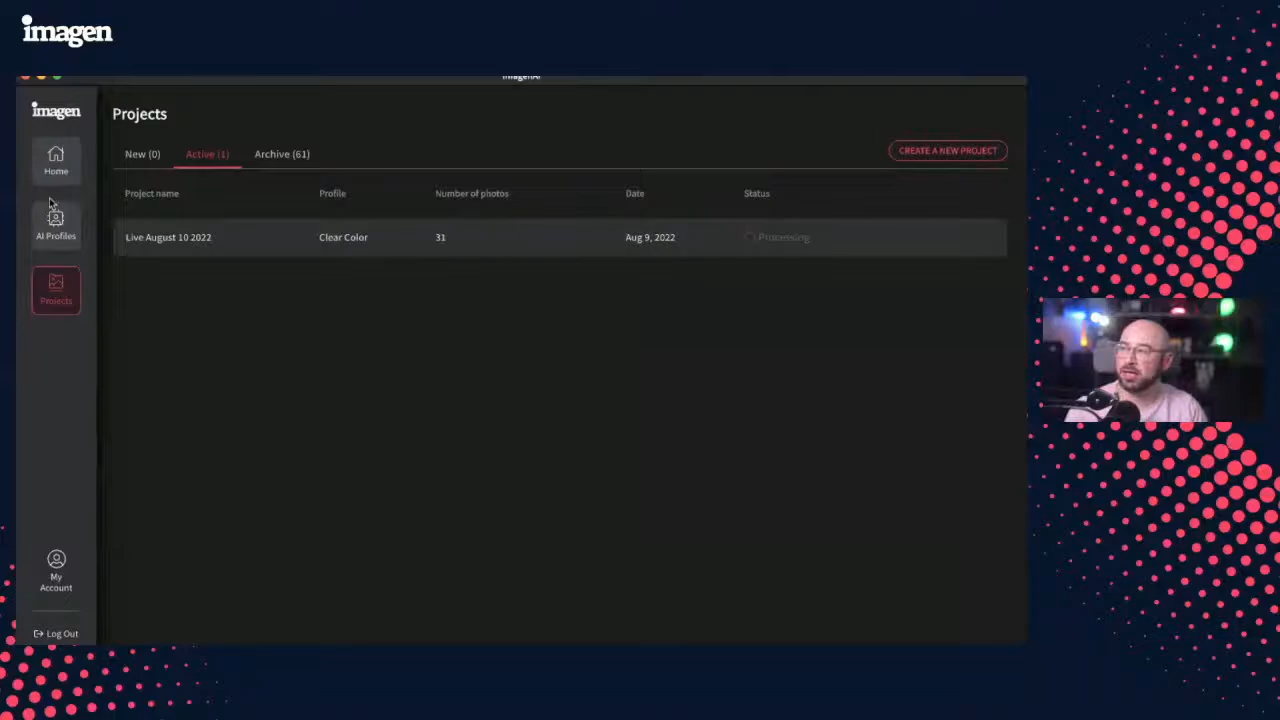 imagen
ImagenAI
imagen
Projects
Home
New (0) Active (1) Archive (61)
CREATE A NEW PROJECT
Project name Profile Number of photos Date Status
AI Profiles
Live August 10 2022 Clear Color 31 Aug 9, 2022 Processing
Projects
My
Account
Log Out